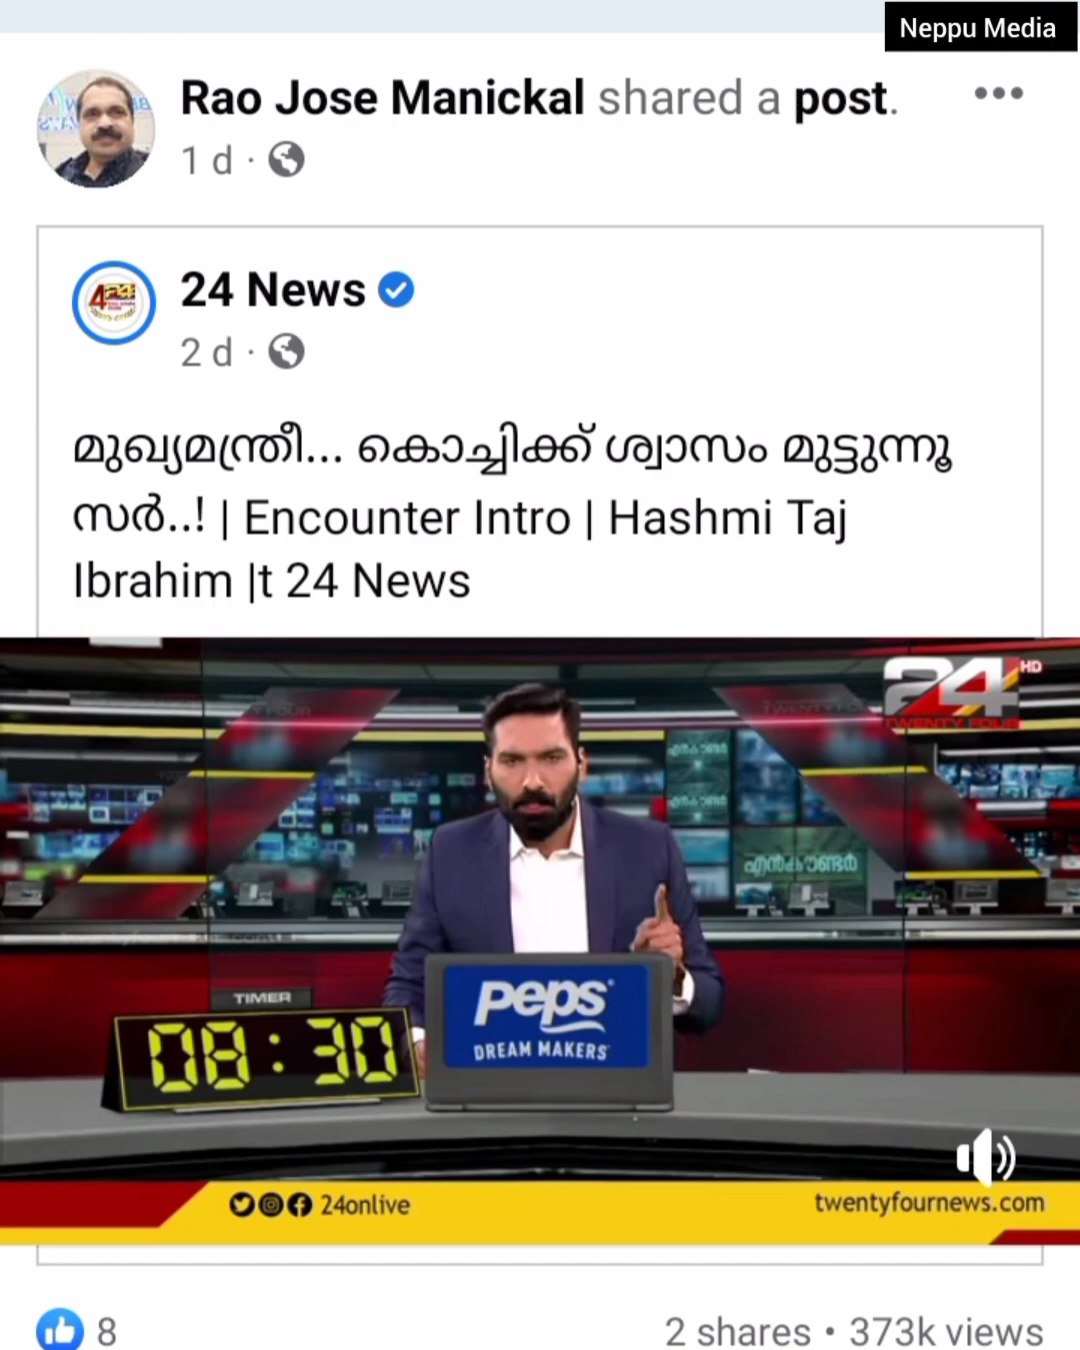 Neppu Media
Rao Jose Manickal shared a post.
1 d
24 News
2 d
മുഖ്യമന്ത്രീ... കൊച്ചിക്ക് ശ്വാസം മുട്ടുന്നൂ
സർ..! | Encounter Intro | Hashmi Taj
Ibrahim |t 24 News
24 HD
TWENTY FOUR
എൻകൗണ്ടർ
TIMER
08:30
peps
DREAM MAKERS
24onlive
twentyfournews.com
8
2 shares • 373k views